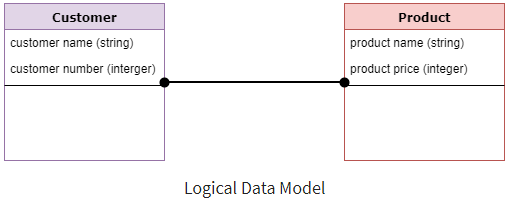 Customer
customer name (string)
customer number (interger)
Product
product name (string)
product price (integer)
Logical Data Model